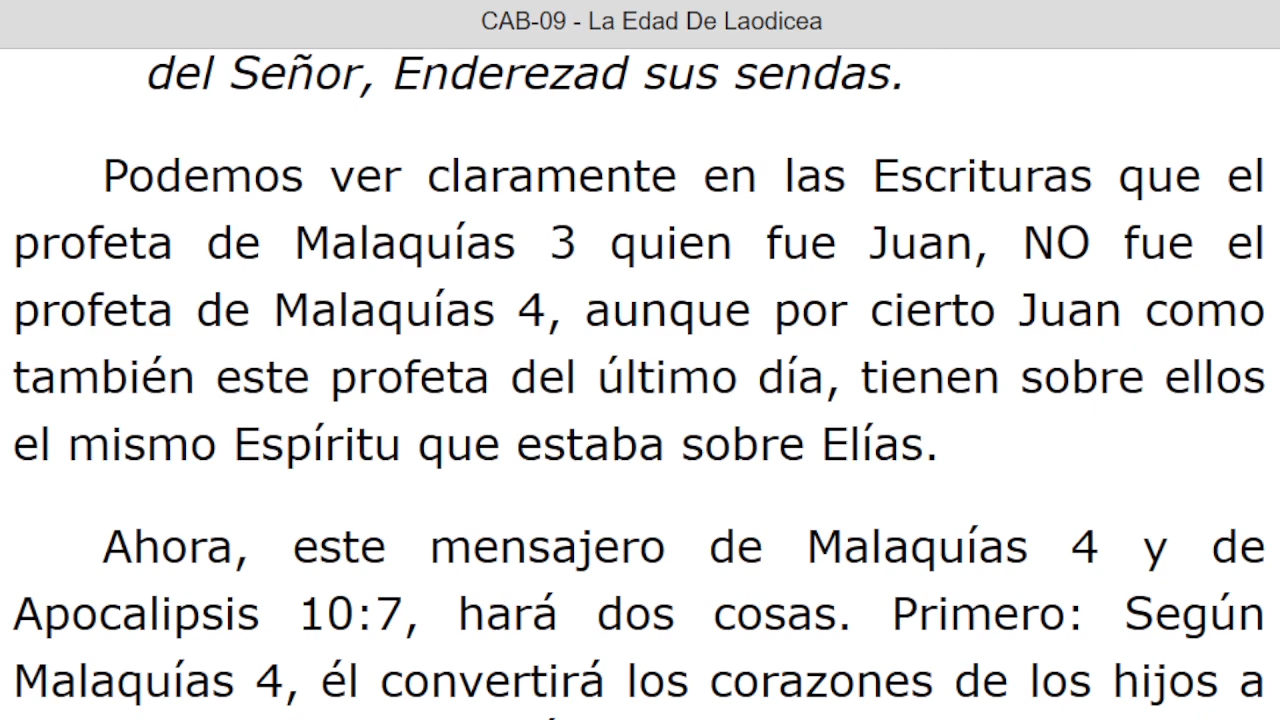 CAB-09 - La Edad De Laodicea
del Señor, Enderezad sus sendas.
Podemos ver claramente en las Escrituras que el
profeta de Malaquías 3 quien fue Juan, NO fue el
profeta de Malaquías 4, aunque por cierto Juan como
también este profeta del último día, tienen sobre ellos
el mismo Espíritu que estaba sobre Elías.
Ahora, este mensajero de Malaquías 4 y de
Apocalipsis 10:7, hará dos cosas. Primero: Según
Malaquías 4, él convertirá los corazones de los hijos a